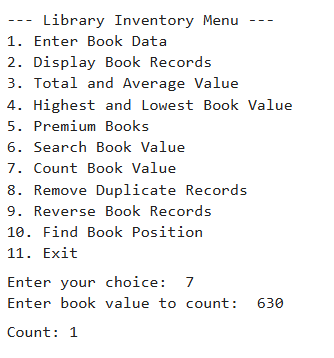 --- Library Inventory Menu ---
1. Enter Book Data
2. Display Book Records
3. Total and Average Value
4. Highest and Lowest Book Value
5. Premium Books
6. Search Book Value
7. Count Book Value
8. Remove Duplicate Records
9. Reverse Book Records
10. Find Book Position
11. Exit
Enter your choice:  7
Enter book value to count:  630
Count: 1